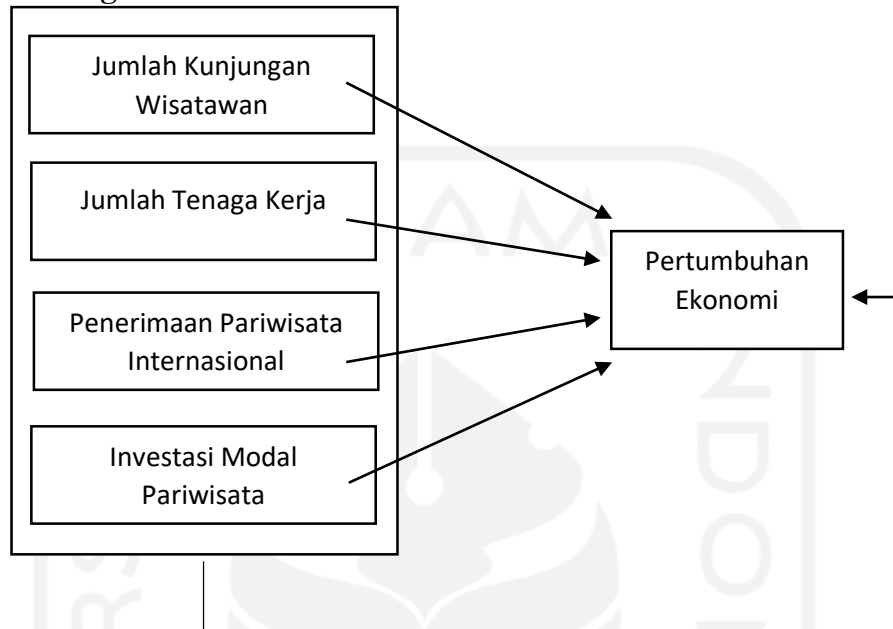 Jumlah Kunjungan
Wisatawan
Jumlah Tenaga Kerja
Pertumbuhan
Ekonomi
Penerimaan Pariwisata
Internasional
Investasi Modal
Pariwisata